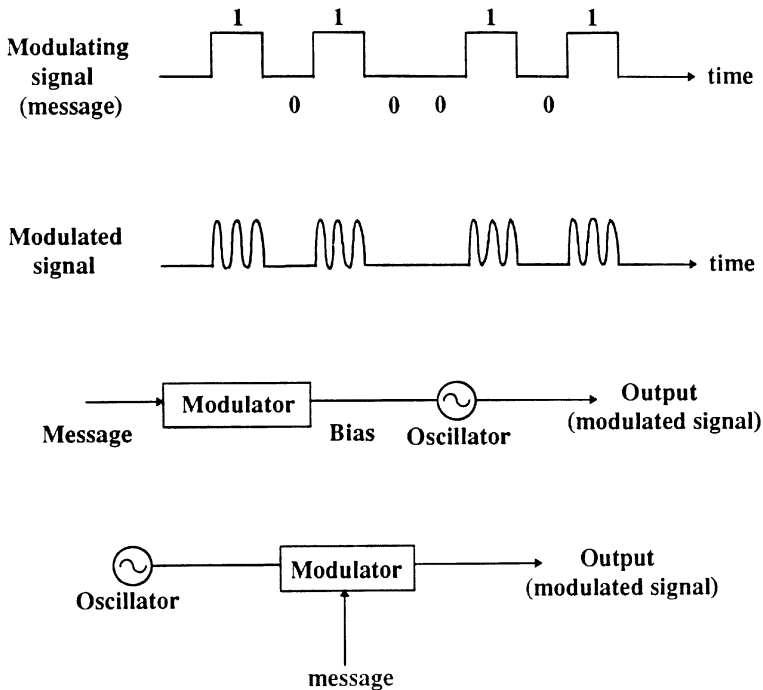 1 1 1 1
Modulating
signal
(message)
time
0 0 0 0
Modulated
signal
time
Modulator
Message
Bias
Oscillator
Output
(modulated signal)
Oscillator
Modulator
Output
(modulated signal)
message